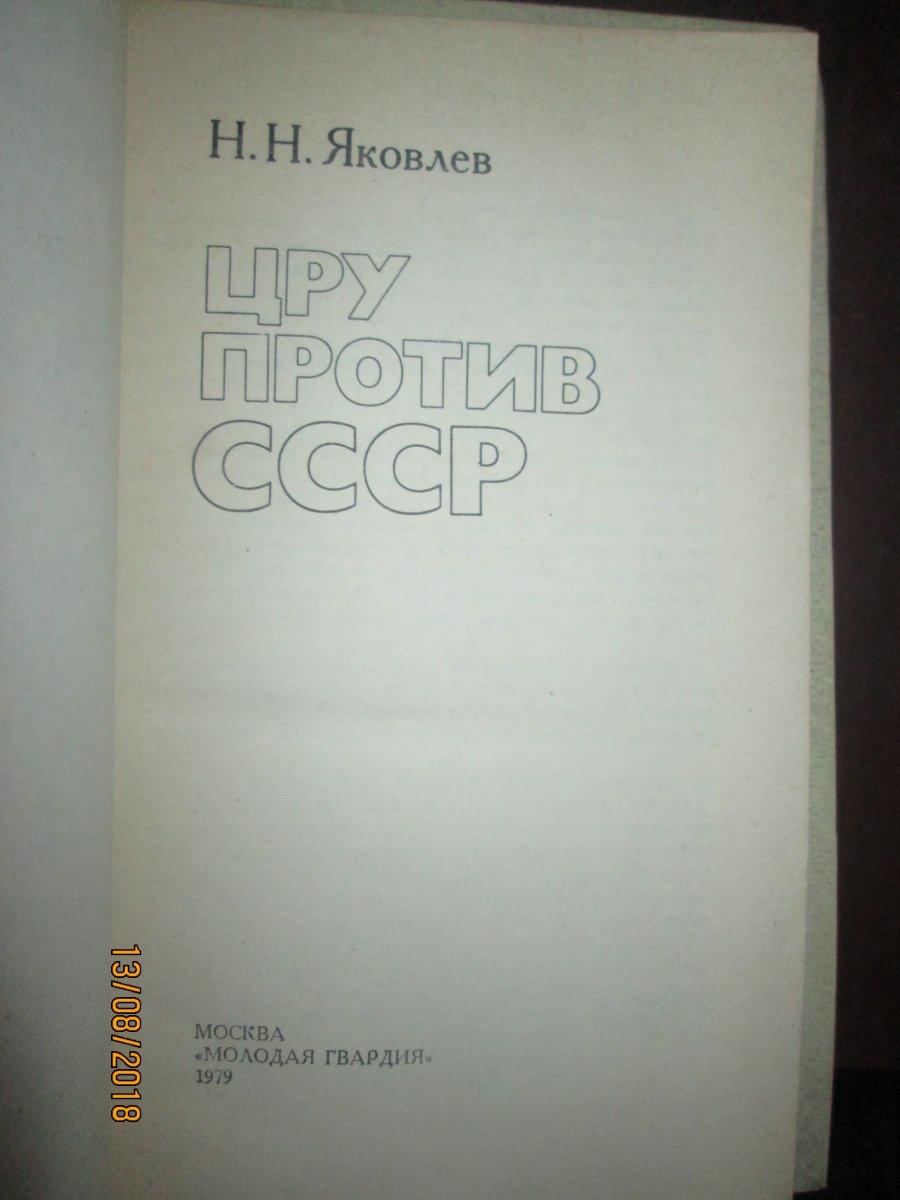 Н. Н. Яковлев
ЦРУ
ПРОТИВ
СССР
МОСКВА
«МОЛОДАЯ ГВАРДИЯ»
1979
13/08/2018